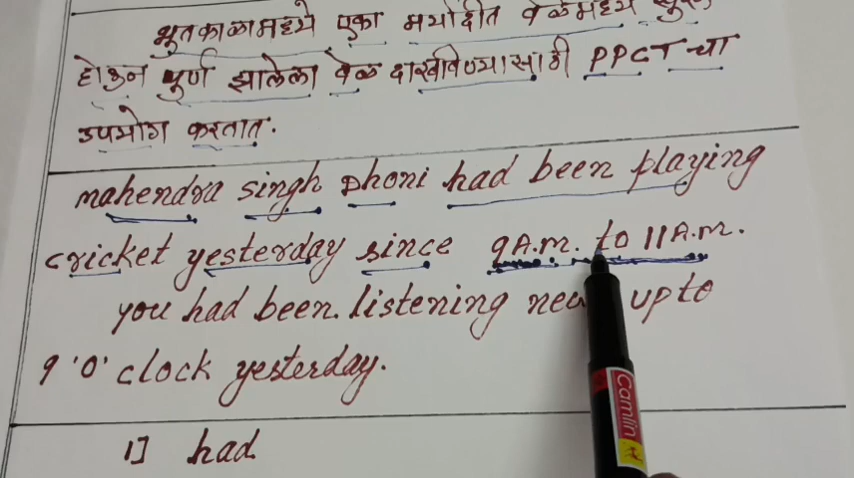 भुतकाळामध्ये एका मर्यादीत वेळेमध्ये सुरू
होऊन पुर्ण झालेला वेळ दाखविण्यासाठी PPCT चा
उपयोग करतात.
mahendra singh Dhoni had been playing
cricket yesterday since 9A.m. to 11A.m.
you had been listening up to
9 'O' clock yesterday.
1] had
Camlin